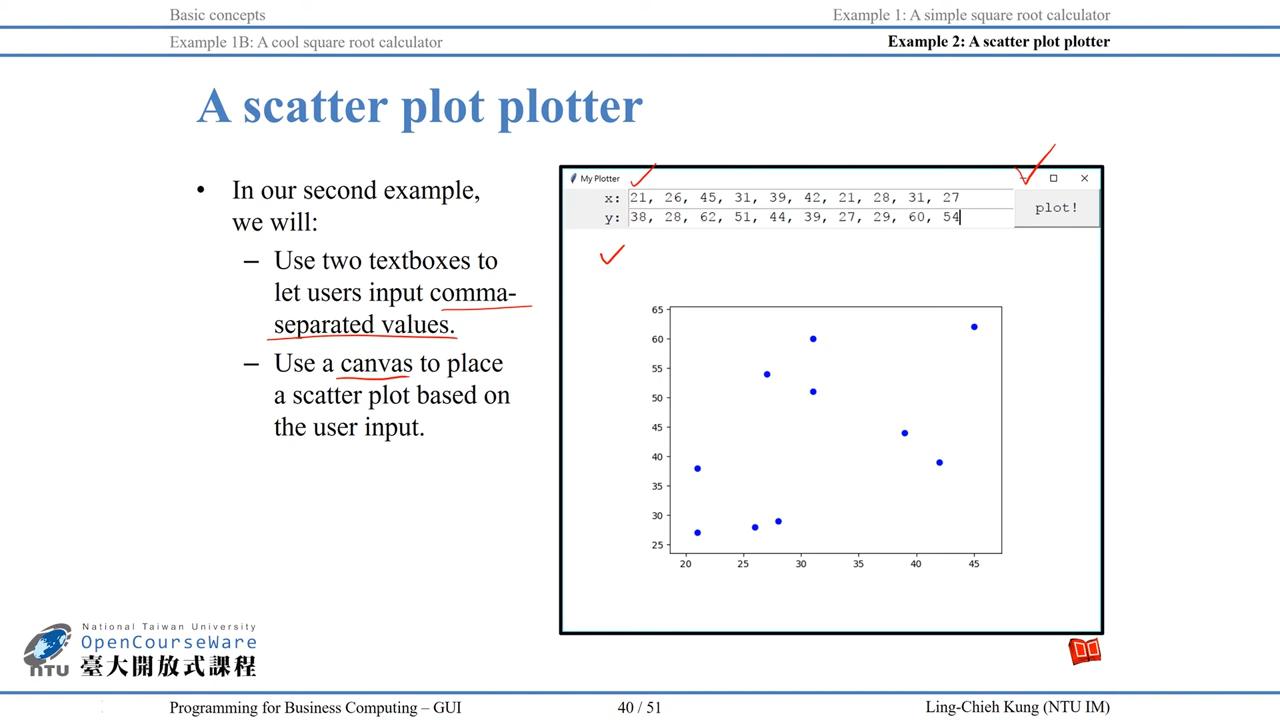 Basic concepts
Example 1: A simple square root calculator
Example 1B: A cool square root calculator
Example 2: A scatter plot plotter
A scatter plot plotter
• In our second example,
we will:
– Use two textboxes to
let users input comma-
separated values.
– Use a canvas to place
a scatter plot based on
the user input.
My Plotter
x: 21, 26, 45, 31, 39, 42, 21, 28, 31, 27
y: 38, 28, 62, 51, 44, 39, 27, 29, 60, 54
plot!
65
60
55
50
45
40
35
30
25
20 25 30 35 40 45
National Taiwan University
OpenCourseWare
臺大開放式課程
NTU
Programming for Business Computing – GUI
40 / 51
Ling-Chieh Kung (NTU IM)